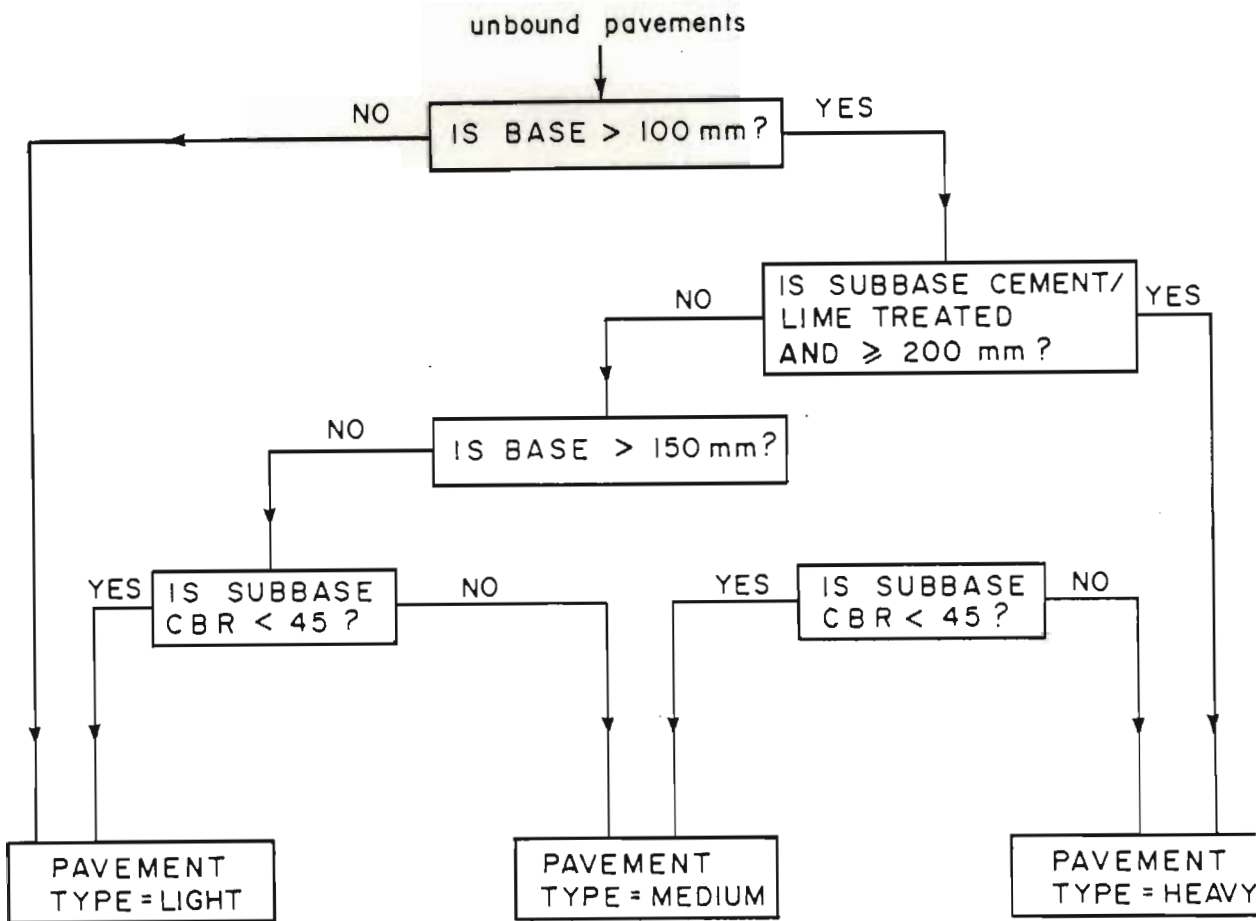 unbound pavements
NO
IS BASE > 100 mm?
YES
IS SUBBASE CEMENT/
LIME TREATED
AND ⩾ 200 mm?
NO
YES
IS BASE > 150 mm?
NO
YES
IS SUBBASE
CBR < 45 ?
NO
YES
IS SUBBASE
CBR < 45 ?
NO
PAVEMENT
TYPE = LIGHT
PAVEMENT
TYPE = MEDIUM
PAVEMENT
TYPE = HEAVY